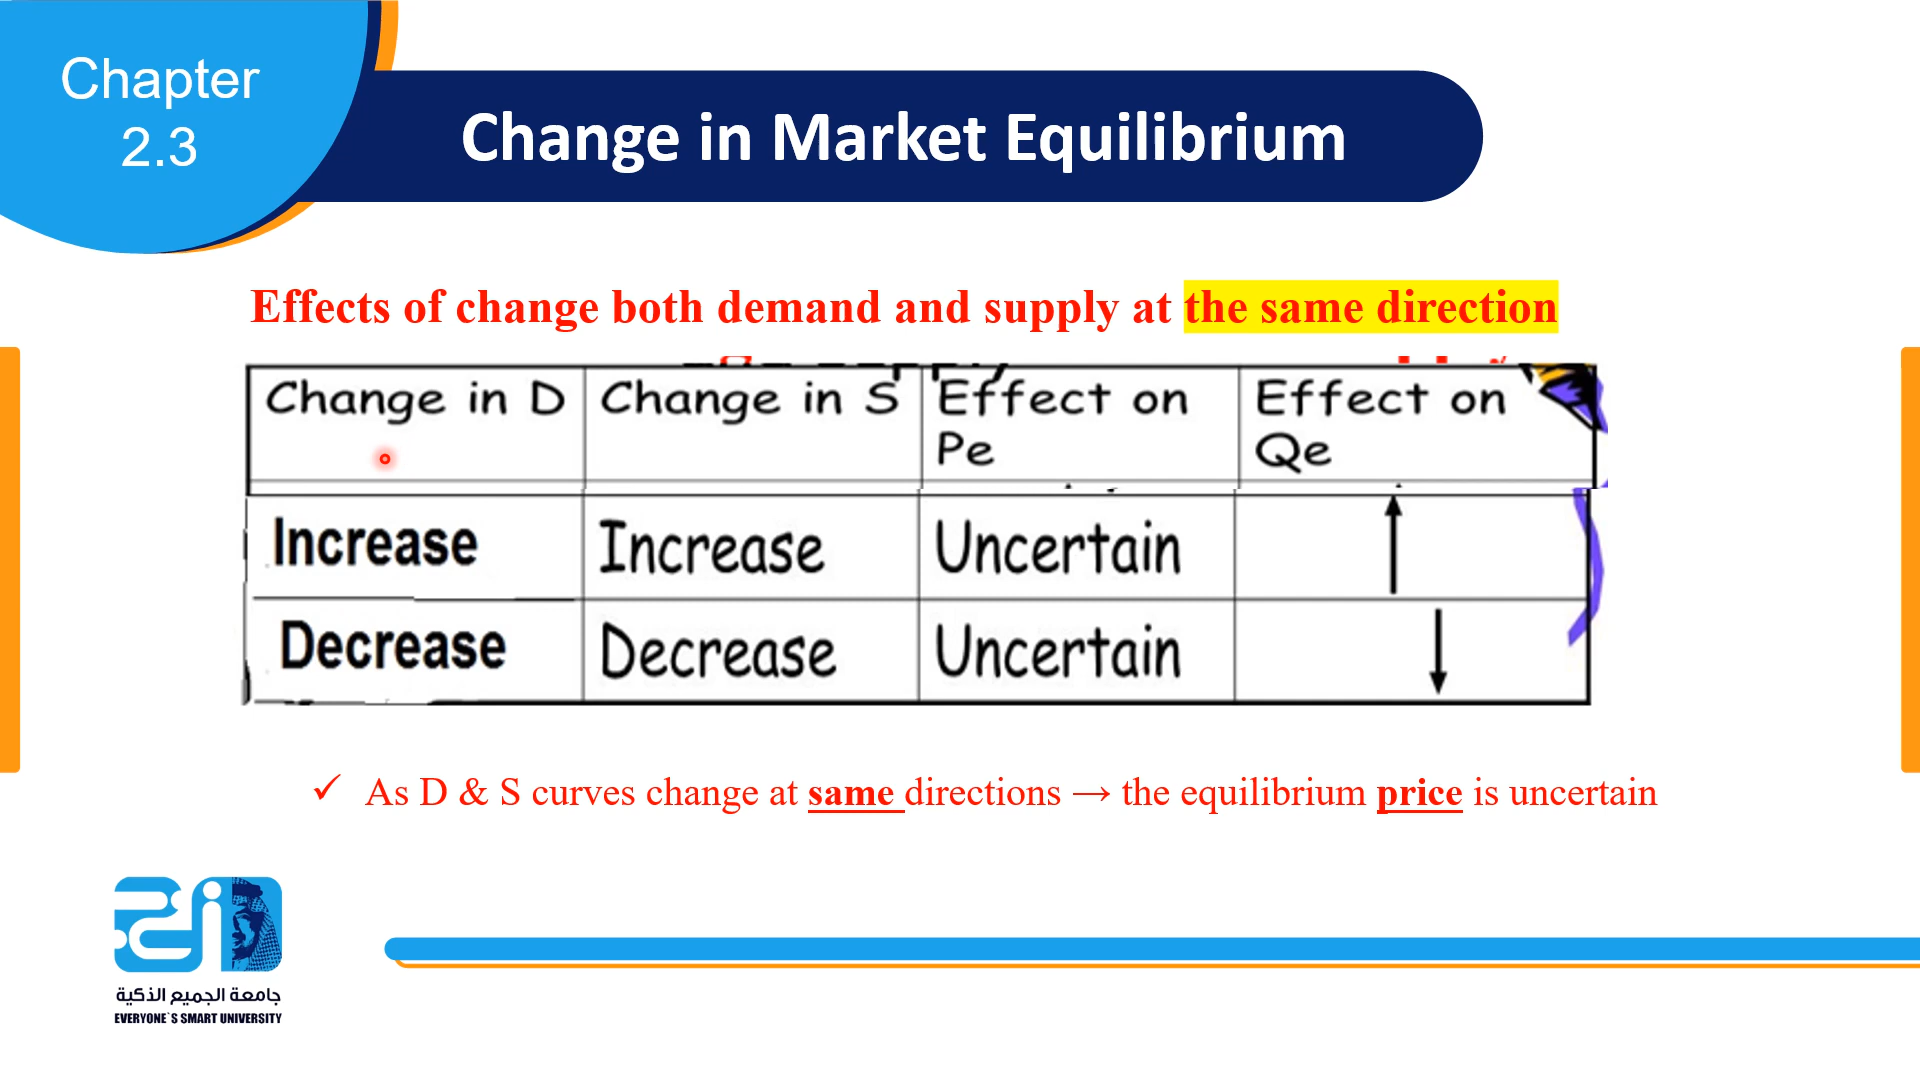 Chapter
2.3
Change in Market Equilibrium
Effects of change both demand and supply at the same direction
Change in D Change in S Effect on Pe Effect on Qe
Increase Increase Uncertain ↑
Decrease Decrease Uncertain ↓
✓ As D & S curves change at same directions → the equilibrium price is uncertain
جامعة الجميع الذكية
EVERYONE`S SMART UNIVERSITY